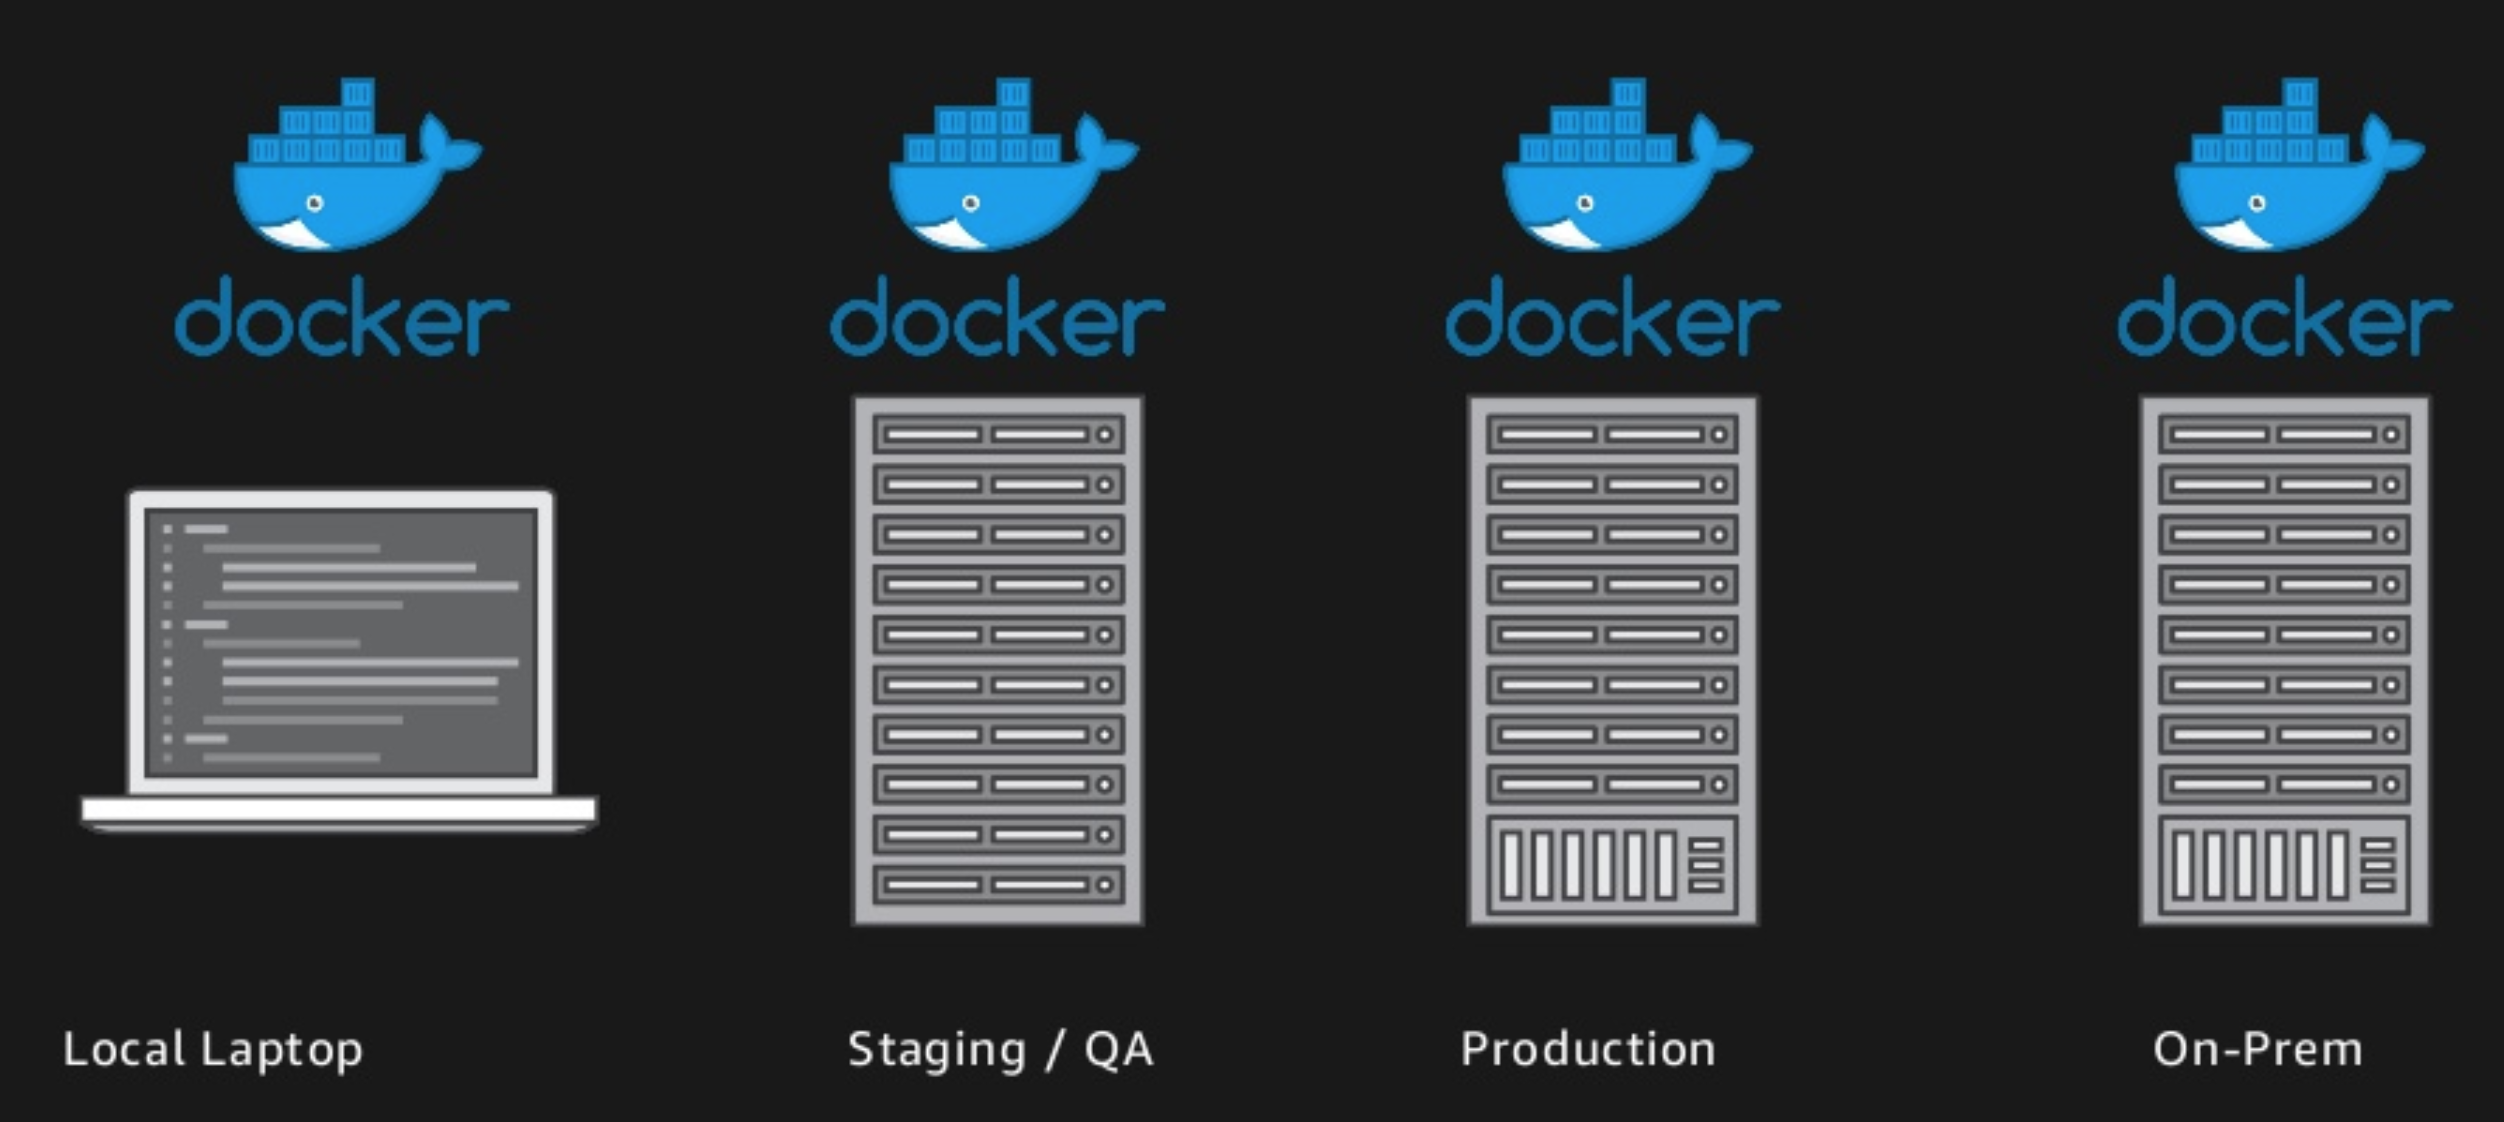 docker
docker
docker
docker
Local Laptop
Staging / QA
Production
On-Prem